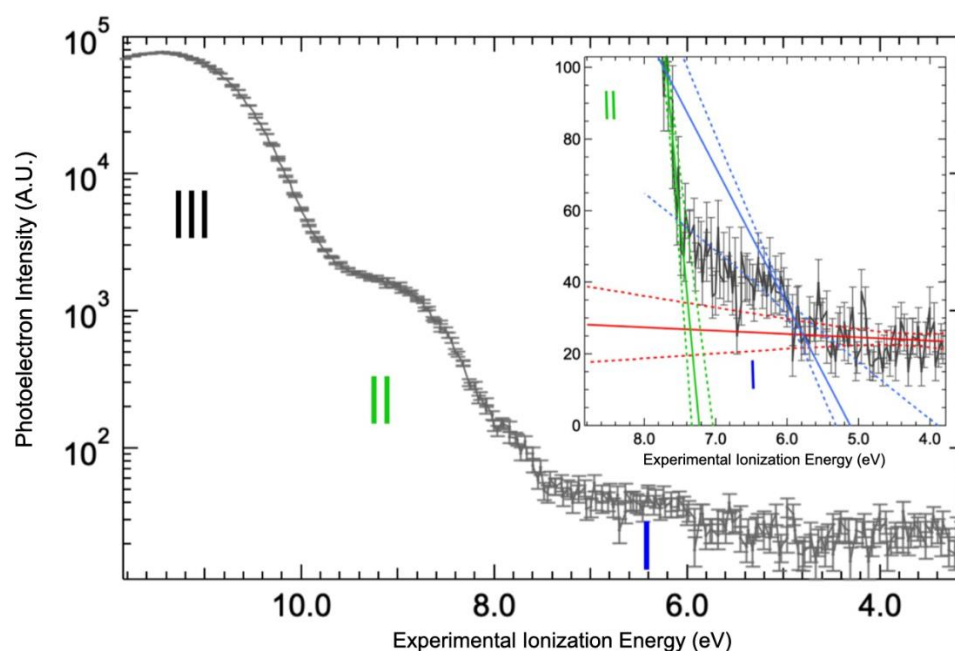 10⁵
10⁴
10³
10²
Photoelectron Intensity (A.U.)
III
II
I
10.0 8.0 6.0 4.0
Experimental Ionization Energy (eV)
100
80
60
40
20
0
II
I
8.0 7.0 6.0 5.0 4.0
Experimental Ionization Energy (eV)